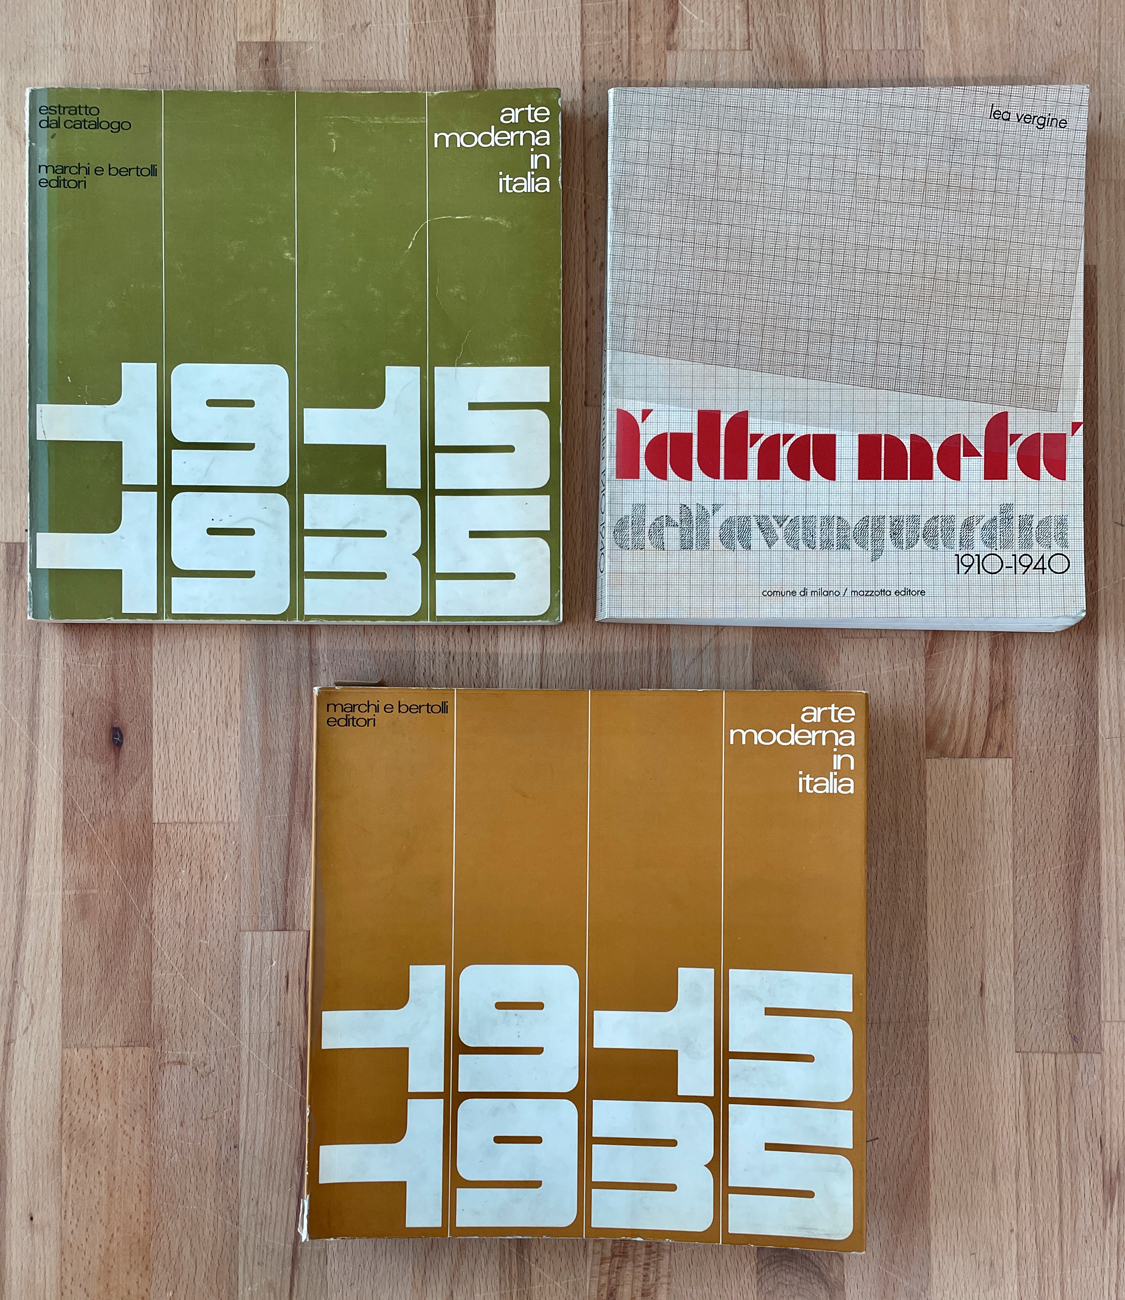 estratto
dal catalogo
marchi e bertolli
editori
arte
moderna
in
italia
1915
1935
lea vergine
l'altra metà
dell'avanguardia
1910-1940
comune di milano / mazzotta editore
marchi e bertolli
editori
arte
moderna
in
italia
1915
1935